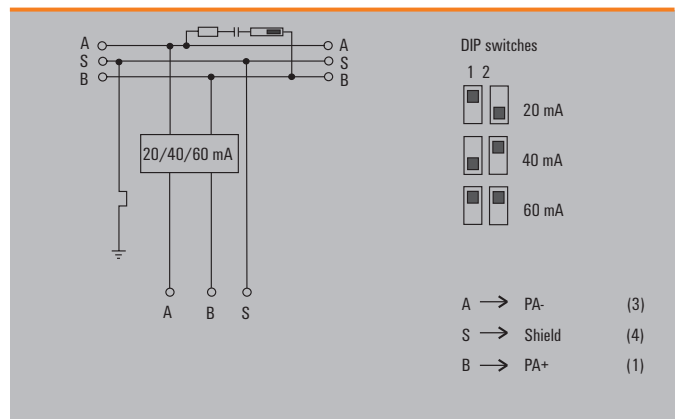 A A
S S
B B
20/40/60 mA
A B S
DIP switches
1 2
20 mA
40 mA
60 mA
A PA- (3)
S Shield (4)
B PA+ (1)